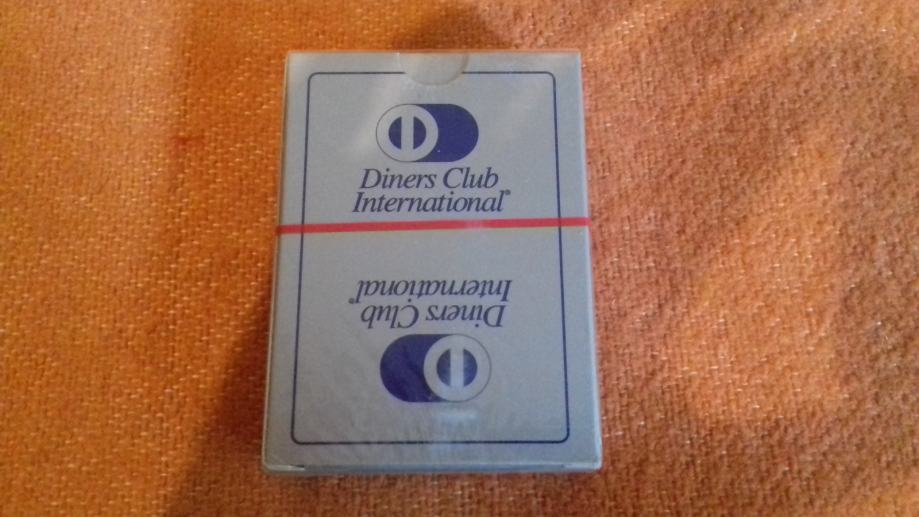 Diners Club
International®
Diners Club
International®